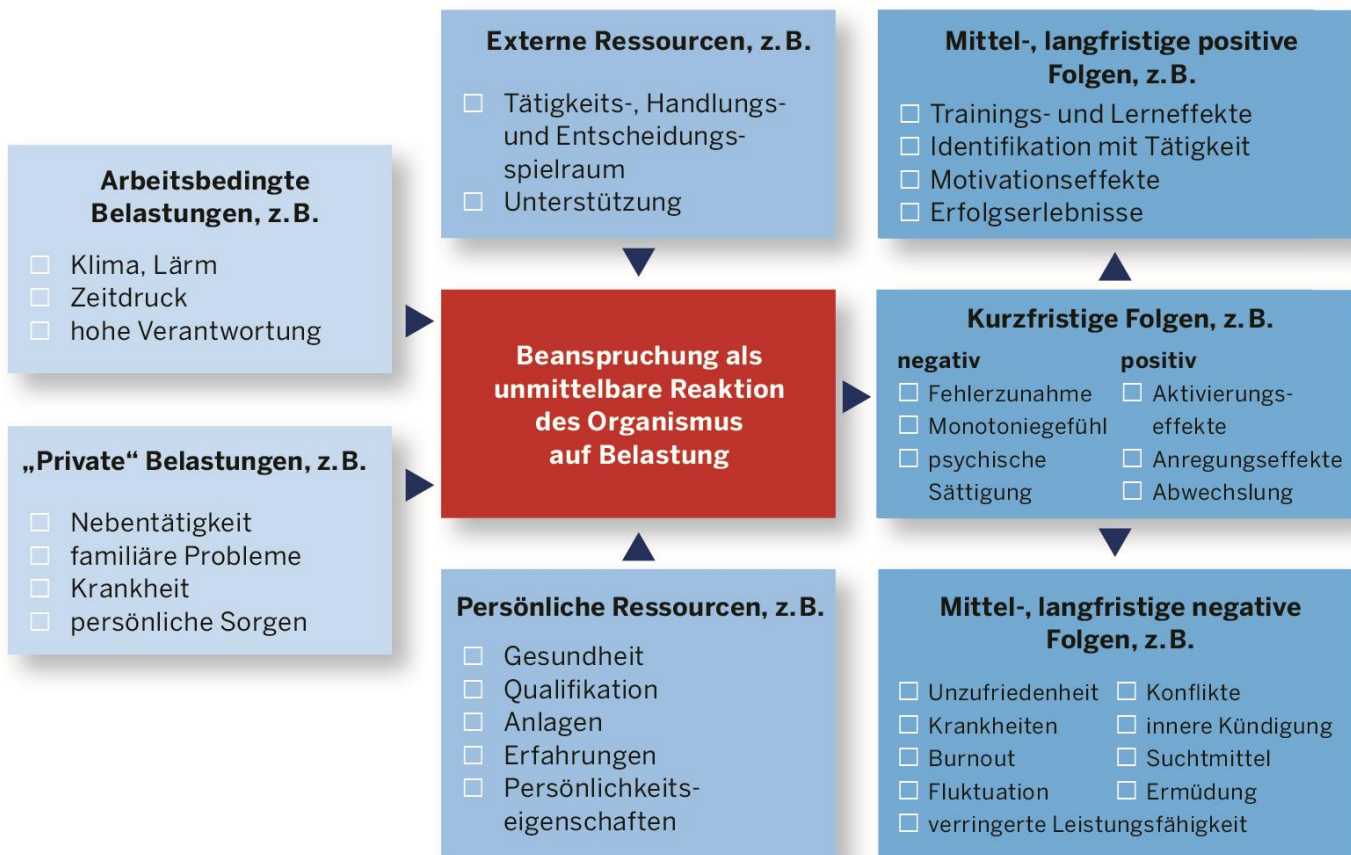 Arbeitsbedingte
Belastungen, z. B.
Klima, Lärm
Zeitdruck
hohe Verantwortung
„Private“ Belastungen, z. B.
Nebentätigkeit
familiäre Probleme
Krankheit
persönliche Sorgen
Externe Ressourcen, z. B.
Tätigkeits-, Handlungs-
und Entscheidungs-
spielraum
Unterstützung
Beanspruchung als
unmittelbare Reaktion
des Organismus
auf Belastung
Persönliche Ressourcen, z. B.
Gesundheit
Qualifikation
Anlagen
Erfahrungen
Persönlichkeits-
eigenschaften
Mittel-, langfristige positive
Folgen, z. B.
Trainings- und Lerneffekte
Identifikation mit Tätigkeit
Motivationseffekte
Erfolgserlebnisse
Kurzfristige Folgen, z. B.
negativ
Fehlerzunahme
Monotoniegefühl
psychische
Sättigung
positiv
Aktivierungs-
effekte
Anregungseffekte
Abwechslung
Mittel-, langfristige negative
Folgen, z. B.
Unzufriedenheit
Krankheiten
Burnout
Fluktuation
Konflikte
innere Kündigung
Suchtmittel
Ermüdung
verringerte Leistungsfähigkeit